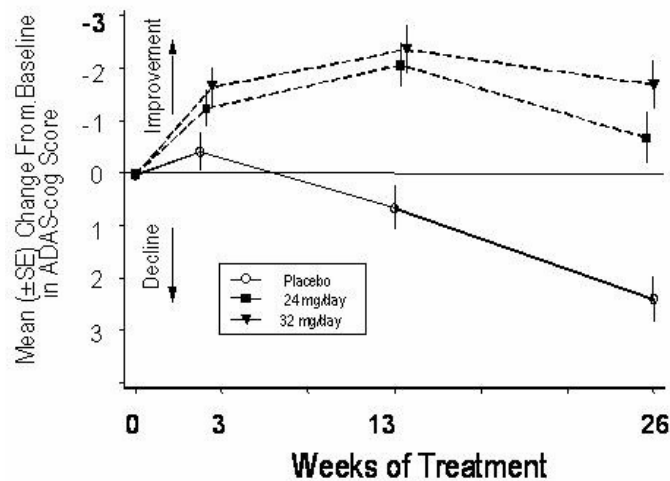 Mean (±SE) Change From Baseline
in ADAS-cog Score
-3
-2
-1
0
1
2
3
Improvement
Decline
Placebo
24 mg/day
32 mg/day
0 3 13 26
Weeks of Treatment